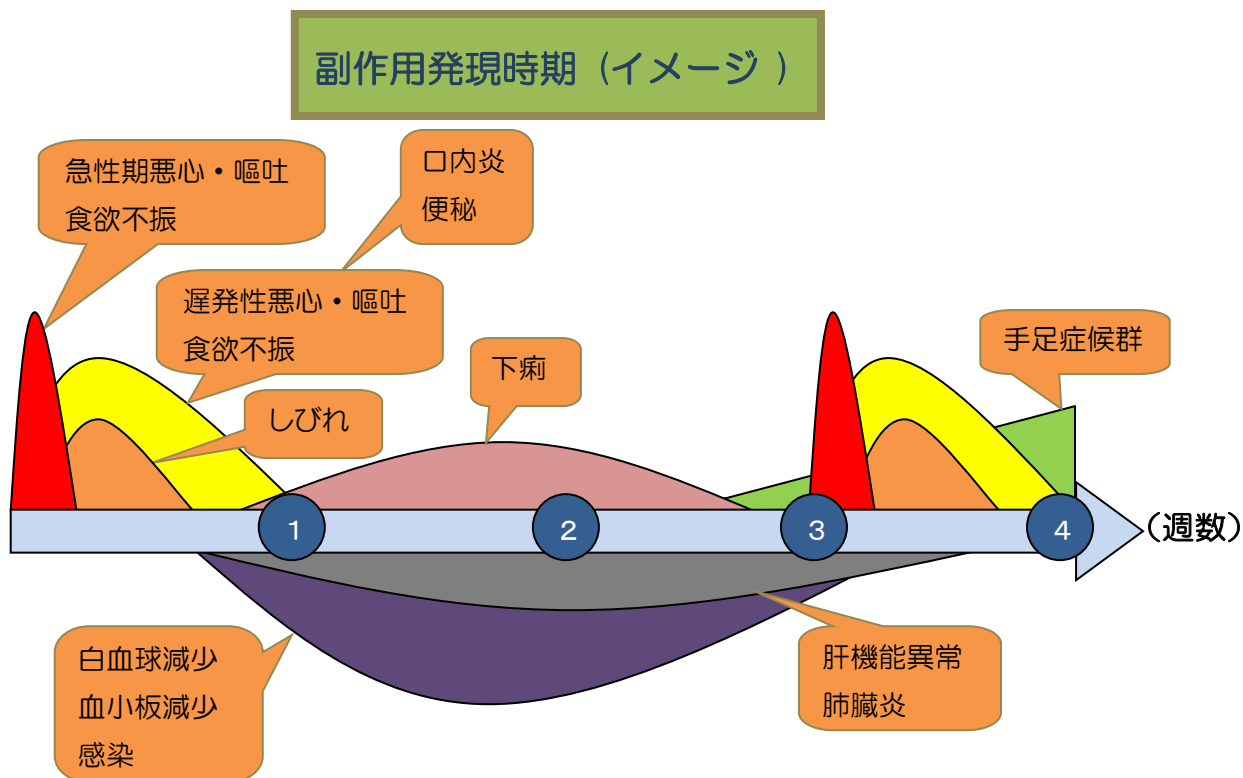 副作用発現時期（イメージ ）
急性期悪心・嘔吐
食欲不振
口内炎
便秘
遅発性悪心・嘔吐
食欲不振
しびれ
下痢
手足症候群
1
2
3
4
（週数）
白血球減少
血小板減少
感染
肝機能異常
肺臓炎